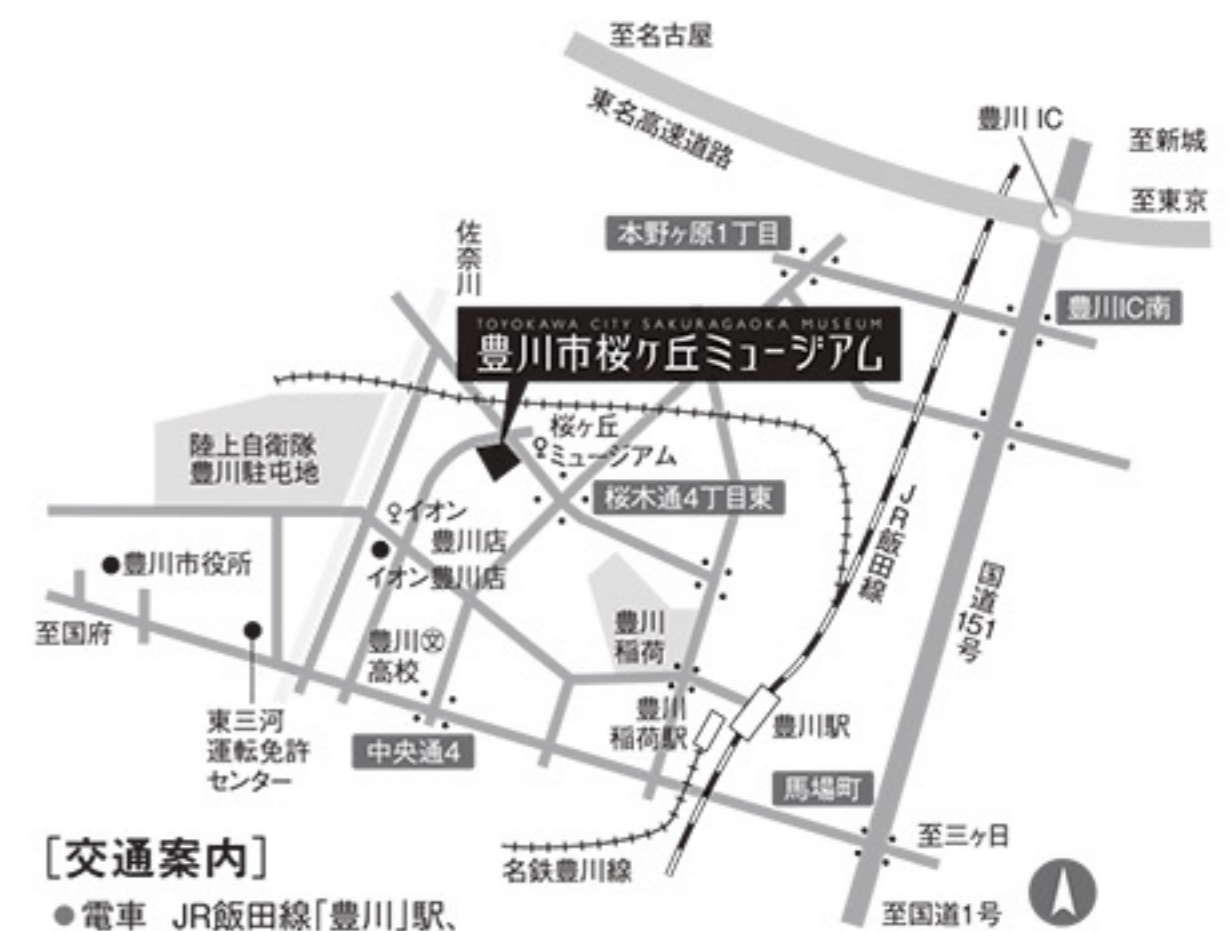 至名古屋
東名高速道路
豊川 IC
至新城
至東京
佐奈川
本野ヶ原1丁目
豊川IC南
TOYOKAWA CITY SAKURAGAOKA MUSEUM
豊川市桜ヶ丘ミュージアム
陸上自衛隊
豊川駐屯地
桜ヶ丘
ミュージアム
桜木通4丁目東
イオン
豊川店
イオン豊川店
JR飯田線
国道151号
豊川市役所
至国府
豊川㊫
高校
豊川
稲荷
東三河
運転免許
センター
中央通4
豊川
稲荷駅
豊川駅
馬場町
至三ヶ日
名鉄豊川線
至国道1号
[交通案内]
●電車 JR飯田線「豊川」駅、